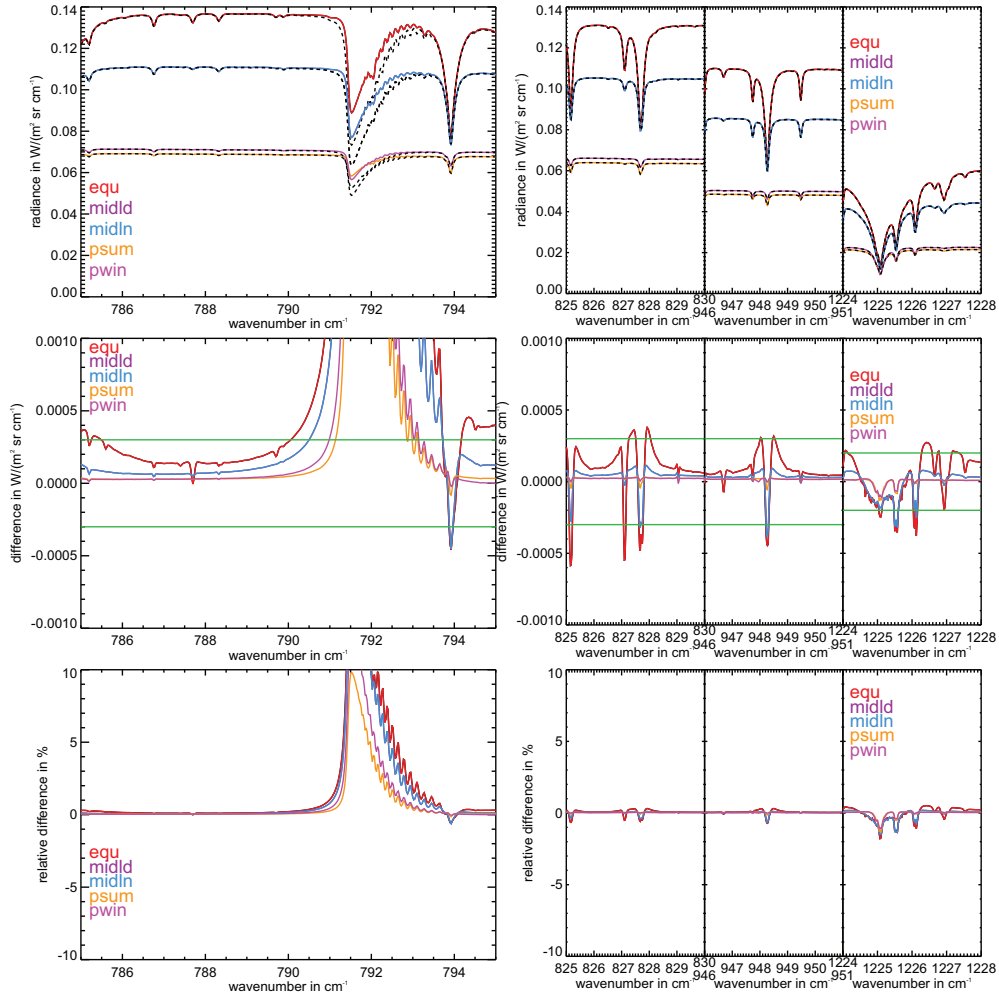 0.14
0.12
0.10
0.08
0.06
0.04
0.02
0.00
radiance in W/(m² sr cm⁻¹)
equ
midld
midln
psum
pwin
786 788 790 792 794
wavenumber in cm⁻¹
0.14
0.12
0.10
0.08
0.06
0.04
0.02
0.00
radiance in W/(m² sr cm⁻¹)
equ
midld
midln
psum
pwin
825 826 827 828 829 830
wavenumber in cm⁻¹
946 947 948 949 950 951
wavenumber in cm⁻¹
1224 1225 1226 1227 1228
wavenumber in cm⁻¹
0.0010
0.0005
0.0000
-0.0005
-0.0010
difference in W/(m² sr cm⁻¹)
equ
midld
midln
psum
pwin
786 788 790 792 794
wavenumber in cm⁻¹
0.0010
0.0005
0.0000
-0.0005
-0.0010
difference in W/(m² sr cm⁻¹)
equ
midld
midln
psum
pwin
825 826 827 828 829 830
wavenumber in cm⁻¹
946 947 948 949 950 951
wavenumber in cm⁻¹
1224 1225 1226 1227 1228
wavenumber in cm⁻¹
10
5
0
-5
-10
relative difference in %
equ
midld
midln
psum
pwin
786 788 790 792 794
wavenumber in cm⁻¹
10
5
0
-5
-10
relative difference in %
equ
midld
midln
psum
pwin
825 826 827 828 829 830
wavenumber in cm⁻¹
946 947 948 949 950 951
wavenumber in cm⁻¹
1224 1225 1226 1227 1228
wavenumber in cm⁻¹